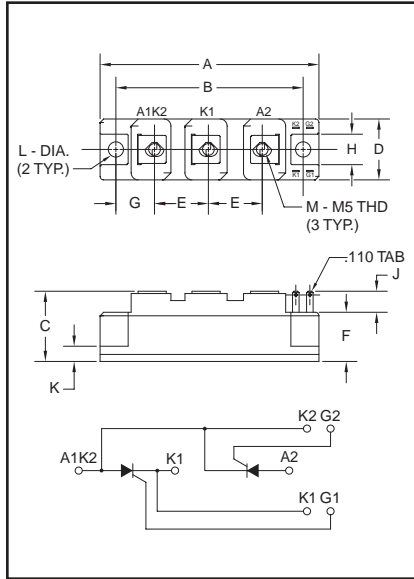 A
B
A1K2 K1 A2
K2 G2
L - DIA.
(2 TYP.)
H D
K1 G1
G E E
M - M5 THD
(3 TYP.)
.110 TAB
J
C
F
K
K2 G2
A1K2 K1 A2
K1 G1